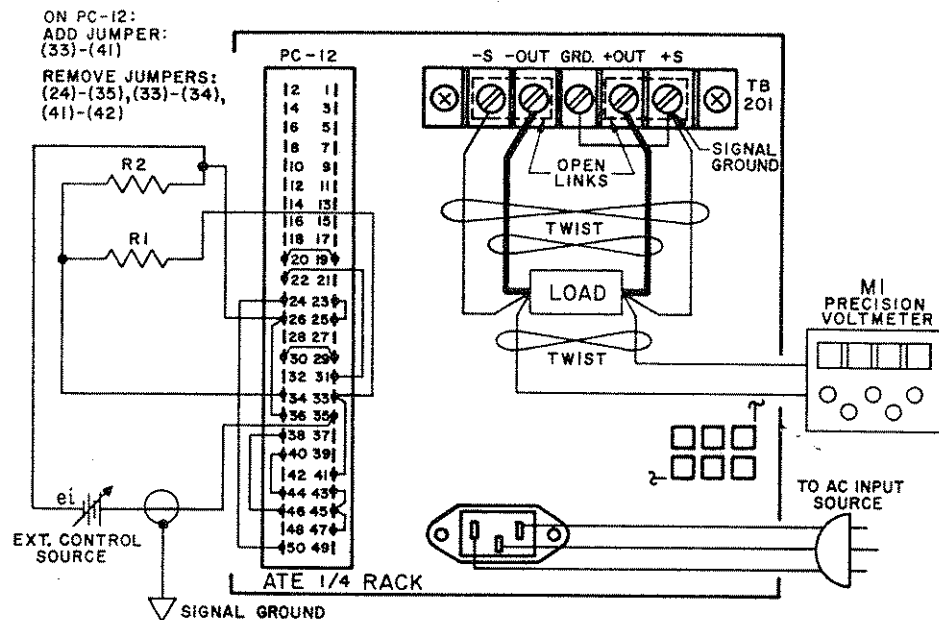 ON PC-12:
ADD JUMPER:
(33)-(41)
REMOVE JUMPERS:
(24)-(35),(33)-(34),
(41)-(42)
PC-12
2 1
4 3
6 5
8 7
10 9
12 11
14 13
16 15
18 17
20 19
22 21
24 23
26 25
28 27
30 29
32 31
34 33
36 35
38 37
40 39
42 41
44 43
46 45
48 47
50 49
R2
R1
ei
EXT. CONTROL
SOURCE
SIGNAL GROUND
ATE 1/4 RACK
-S -OUT GRD. +OUT +S
TB
201
SIGNAL
GROUND
OPEN
LINKS
TWIST
LOAD
TWIST
M1
PRECISION
VOLTMETER
TO AC INPUT
SOURCE